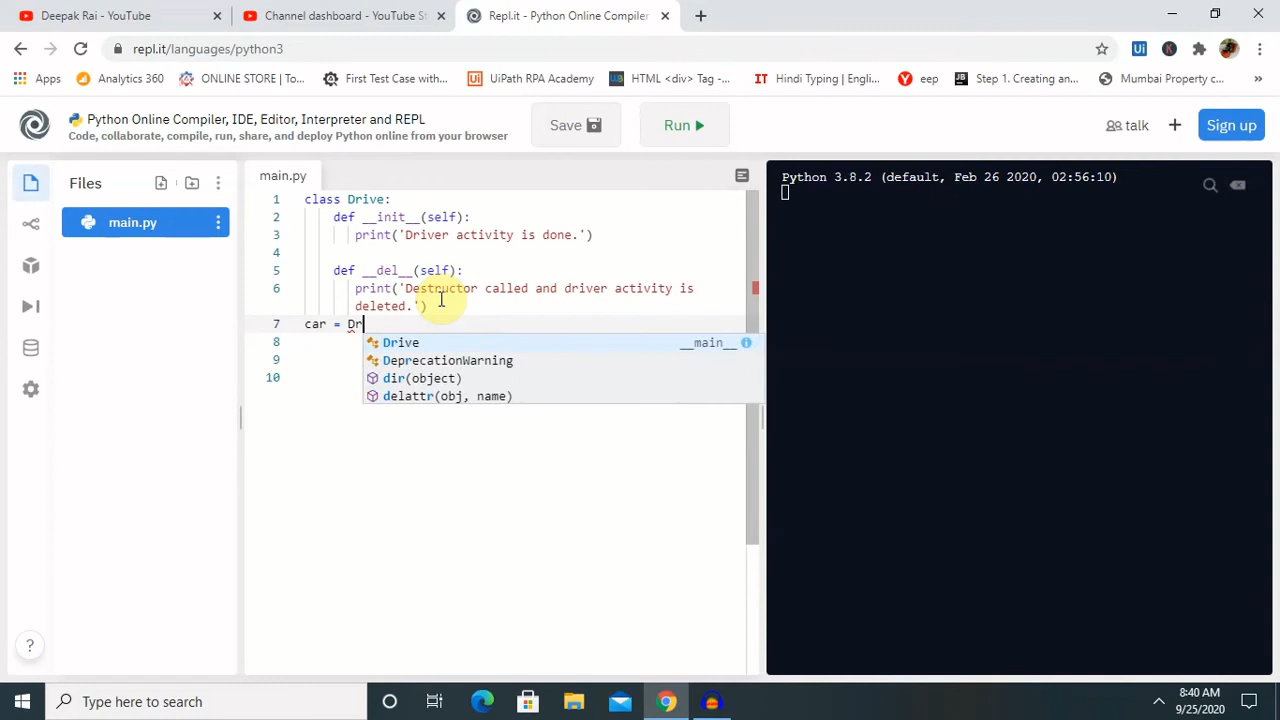 Deepak Rai - YouTube
Channel dashboard - YouTube St
Repl.it - Python Online Compiler
repl.it/languages/python3
Apps
Analytics 360
ONLINE STORE | To...
First Test Case with...
UiPath RPA Academy
HTML <div> Tag -...
Hindi Typing | Engli...
eep
Step 1. Creating an...
Mumbai Property c...
Python Online Compiler, IDE, Editor, Interpreter and REPL
Code, collaborate, compile, run, share, and deploy Python online from your browser
Save
Run
talk
Sign up
Files
main.py
main.py
1 class Drive:
2 def __init__(self):
3 print('Driver activity is done.')
4
5 def __del__(self):
6 print('Destructor called and driver activity is
deleted.')
7 car = Dr
8
9
10
Drive __main__
DeprecationWarning
dir(object)
delattr(obj, name)
Python 3.8.2 (default, Feb 26 2020, 02:56:10)
?
Type here to search
8:40 AM
9/25/2020